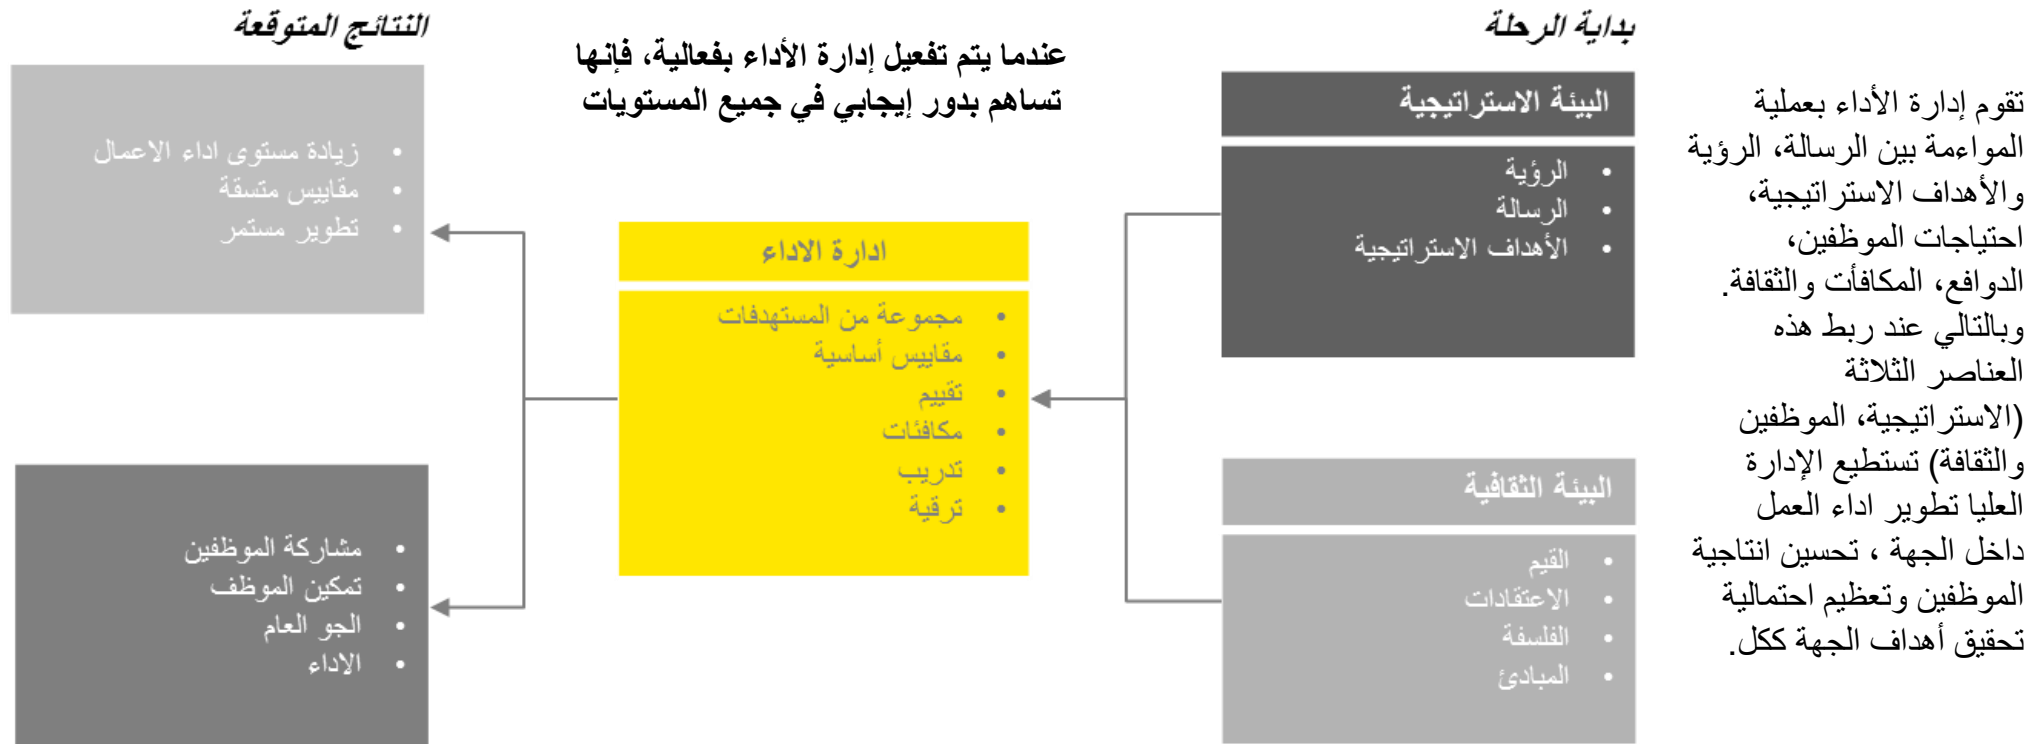 تقوم إدارة الأداء بعملية
المواءمة بين الرسالة، الرؤية
والأهداف الاستراتيجية،
احتياجات الموظفين،
الدوافع، المكافأت والثقافة.
وبالتالي عند ربط هذه
العناصر الثلاثة
(الاستراتيجية، الموظفين
والثقافة) تستطيع الإدارة
العليا تطوير اداء العمل
داخل الجهة ، تحسين انتاجية
الموظفين وتعظيم احتمالية
تحقيق أهداف الجهة ككل.
بداية الرحلة
البيئة الاستراتيجية
• الرؤية
• الرسالة
• الأهداف الاستراتيجية
البيئة الثقافية
• القيم
• الاعتقادات
• الفلسفة
• المبادئ
عندما يتم تفعيل إدارة الأداء بفعالية، فإنها
تساهم بدور إيجابي في جميع المستويات
ادارة الاداء
• مجموعة من المستهدفات
• مقاييس أساسية
• تقييم
• مكافئات
• تدريب
• ترقية
النتائج المتوقعة
• زيادة مستوى اداء الاعمال
• مقاييس متسقة
• تطوير مستمر
• مشاركة الموظفين
• تمكين الموظف
• الجو العام
• الاداء